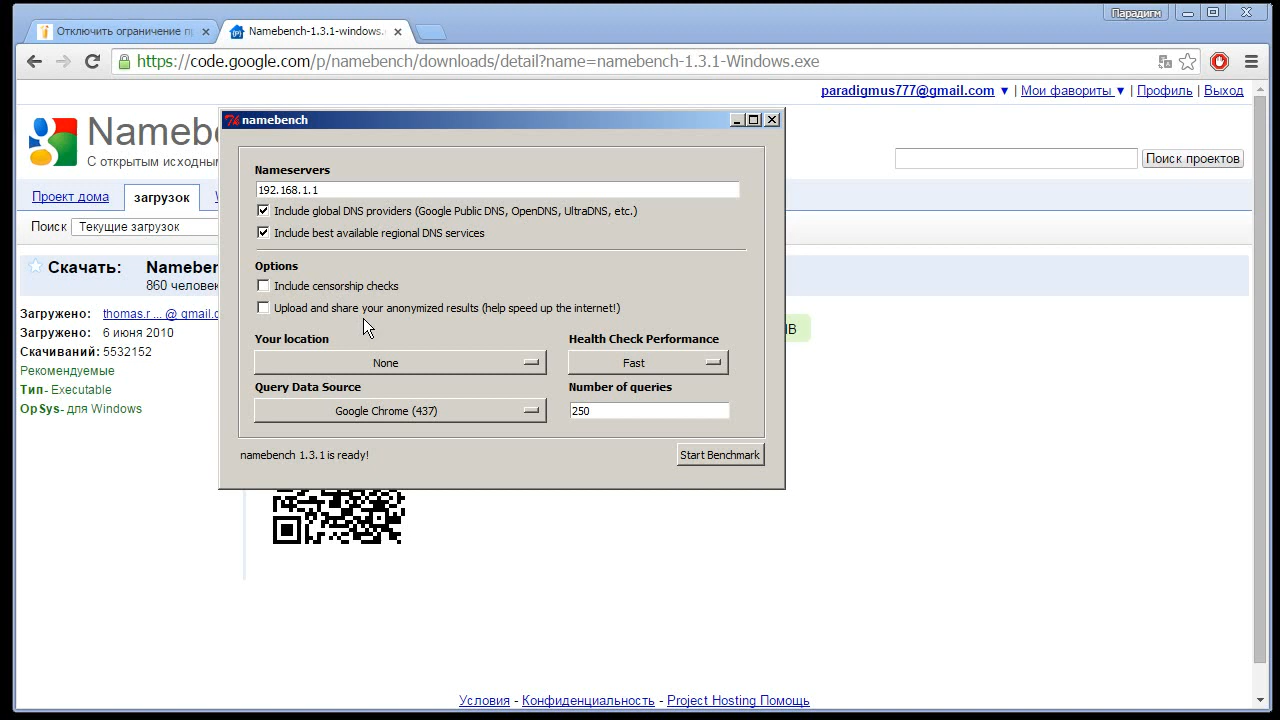 Парадигм
Отключить ограничение п
Namebench-1.3.1-windows.
https://code.google.com/p/namebench/downloads/detail?name=namebench-1.3.1-Windows.exe
paradigmus777@gmail.com ▼ | Мои фавориты ▼ | Профиль | Выход
Nameb
С открытым исходным
Поиск проектов
Проект дома
загрузок
Поиск
Текущие загрузок
Скачать:
Nameben
860 человек
Загружено: thomas.r ... @ gmail.c
Загружено: 6 июня 2010
Скачиваний: 5532152
Рекомендуемые
Тип- Executable
OpSys- для Windows
namebench
Nameservers
192.168.1.1
Include global DNS providers (Google Public DNS, OpenDNS, UltraDNS, etc.)
Include best available regional DNS services
Options
Include censorship checks
Upload and share your anonymized results (help speed up the internet!)
Your location
Health Check Performance
None
Fast
Query Data Source
Number of queries
Google Chrome (437)
250
namebench 1.3.1 is ready!
Start Benchmark
Условия - Конфиденциальность - Project Hosting Помощь